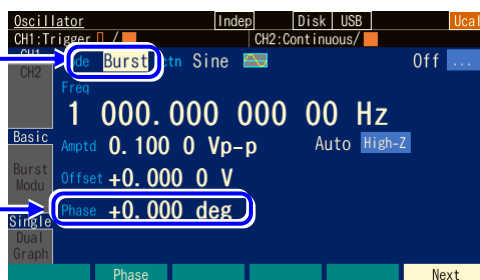 Oscillator Indep Disk USB Ucal
CH1:Trigger / CH2:Continuous/
CH2 Burst ctn Sine Off ...
Freq
1 000.000 000 00 Hz
Basic Amptd 0.100 0 Vp-p Auto High-Z
Burst Offset +0.000 0 V
Modu
Phase +0.000 deg
Single
Dual
Graph
Phase Next